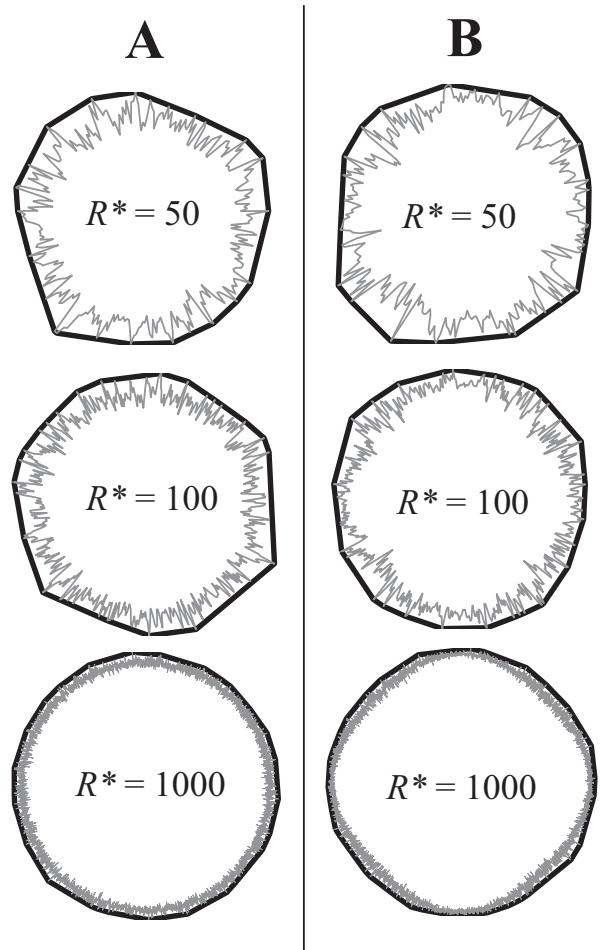 A
B
R* = 50
R* = 50
R* = 100
R* = 100
R* = 1000
R* = 1000